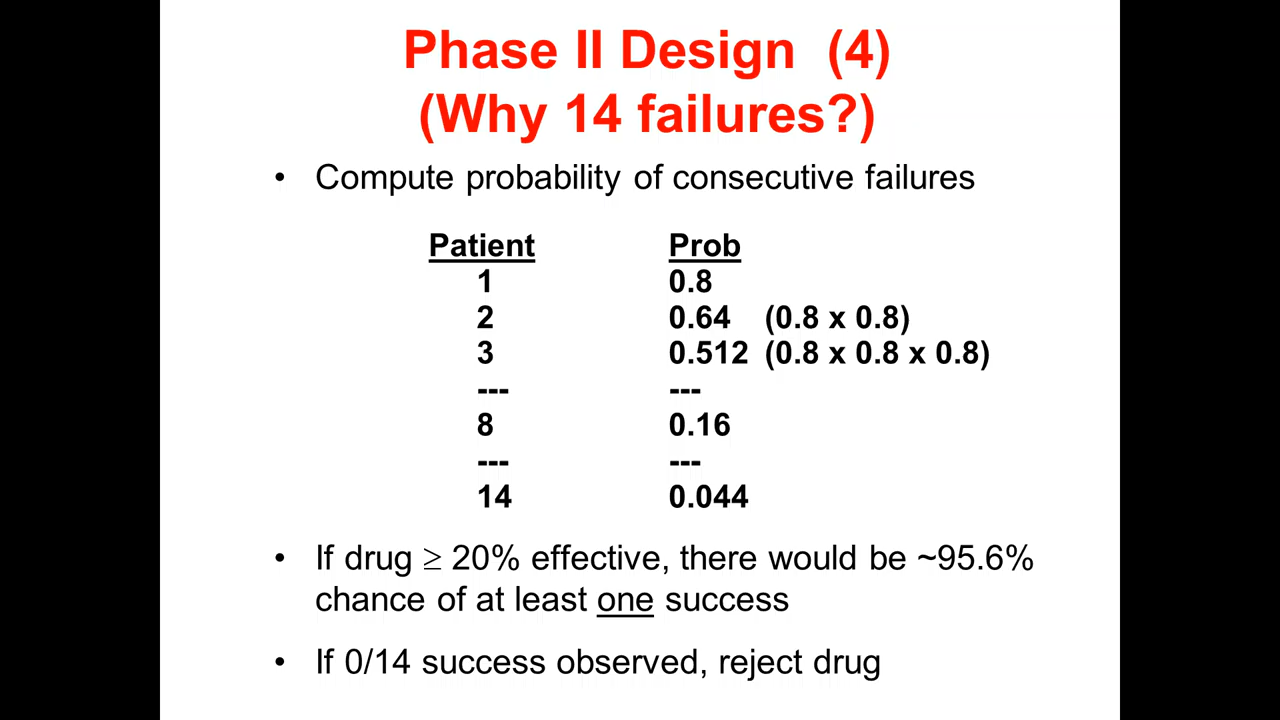 Phase II Design (4)
(Why 14 failures?)
• Compute probability of consecutive failures
Patient Prob
1 0.8
2 0.64 (0.8 x 0.8)
3 0.512 (0.8 x 0.8 x 0.8)
--- ---
8 0.16
--- ---
14 0.044
• If drug ≥ 20% effective, there would be ~95.6%
chance of at least one success
• If 0/14 success observed, reject drug